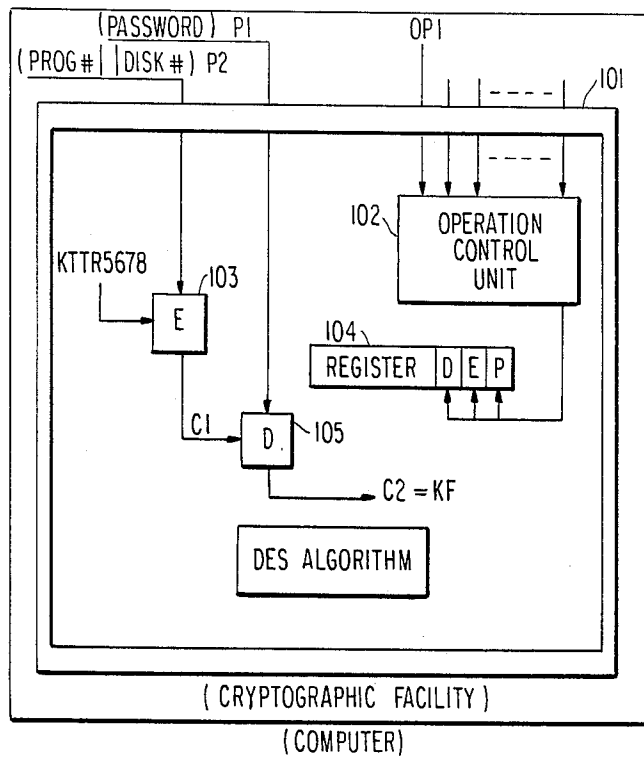 (PASSWORD) P1
OP1
(PROG#||DISK#) P2
101
102
OPERATION
CONTROL
UNIT
KTTR5678
103
E
104
REGISTER D E P
C1
D.
105
C2=KF
DES ALGORITHM
(CRYPTOGRAPHIC FACILITY)
(COMPUTER)